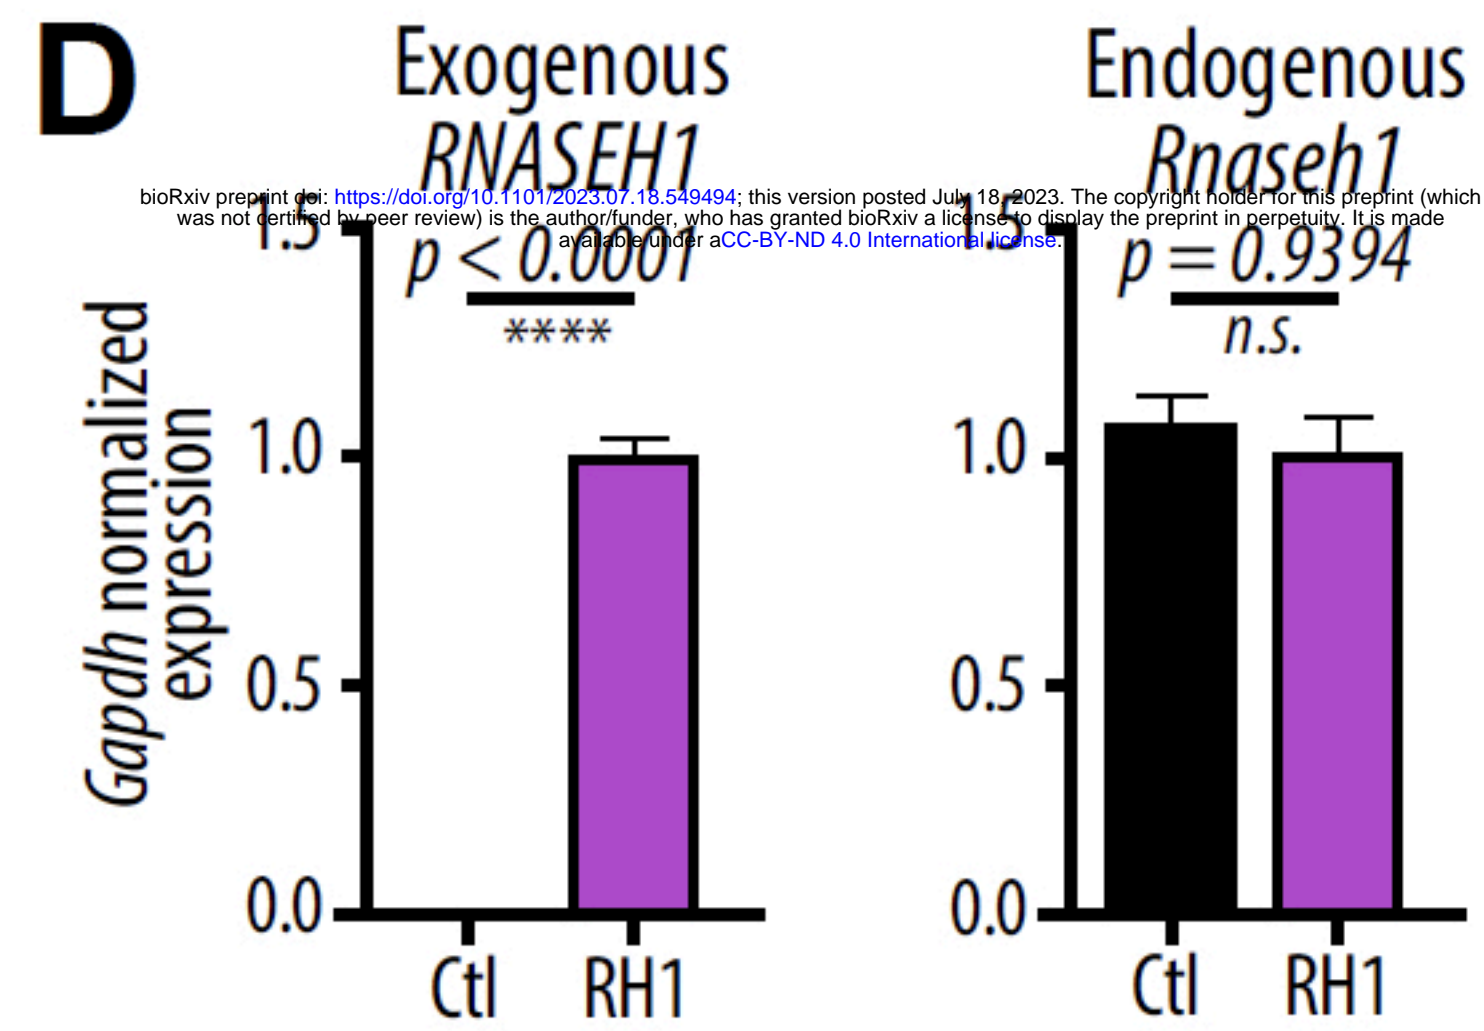 D
Exogenous
RNASEH1
Endogenous
Rnaseh1
bioRxiv preprint doi: https://doi.org/10.1101/2023.07.18.549494; this version posted July 18, 2023. The copyright holder for this preprint (which
was not certified by peer review) is the author/funder, who has granted bioRxiv a license to display the preprint in perpetuity. It is made
available under aCC-BY-ND 4.0 International license.
Gapdh normalized
expression
1.5
1.0
0.5
0.0
p < 0.0001
****
Ctl RH1
1.5
1.0
0.5
0.0
p = 0.9394
n.s.
Ctl RH1